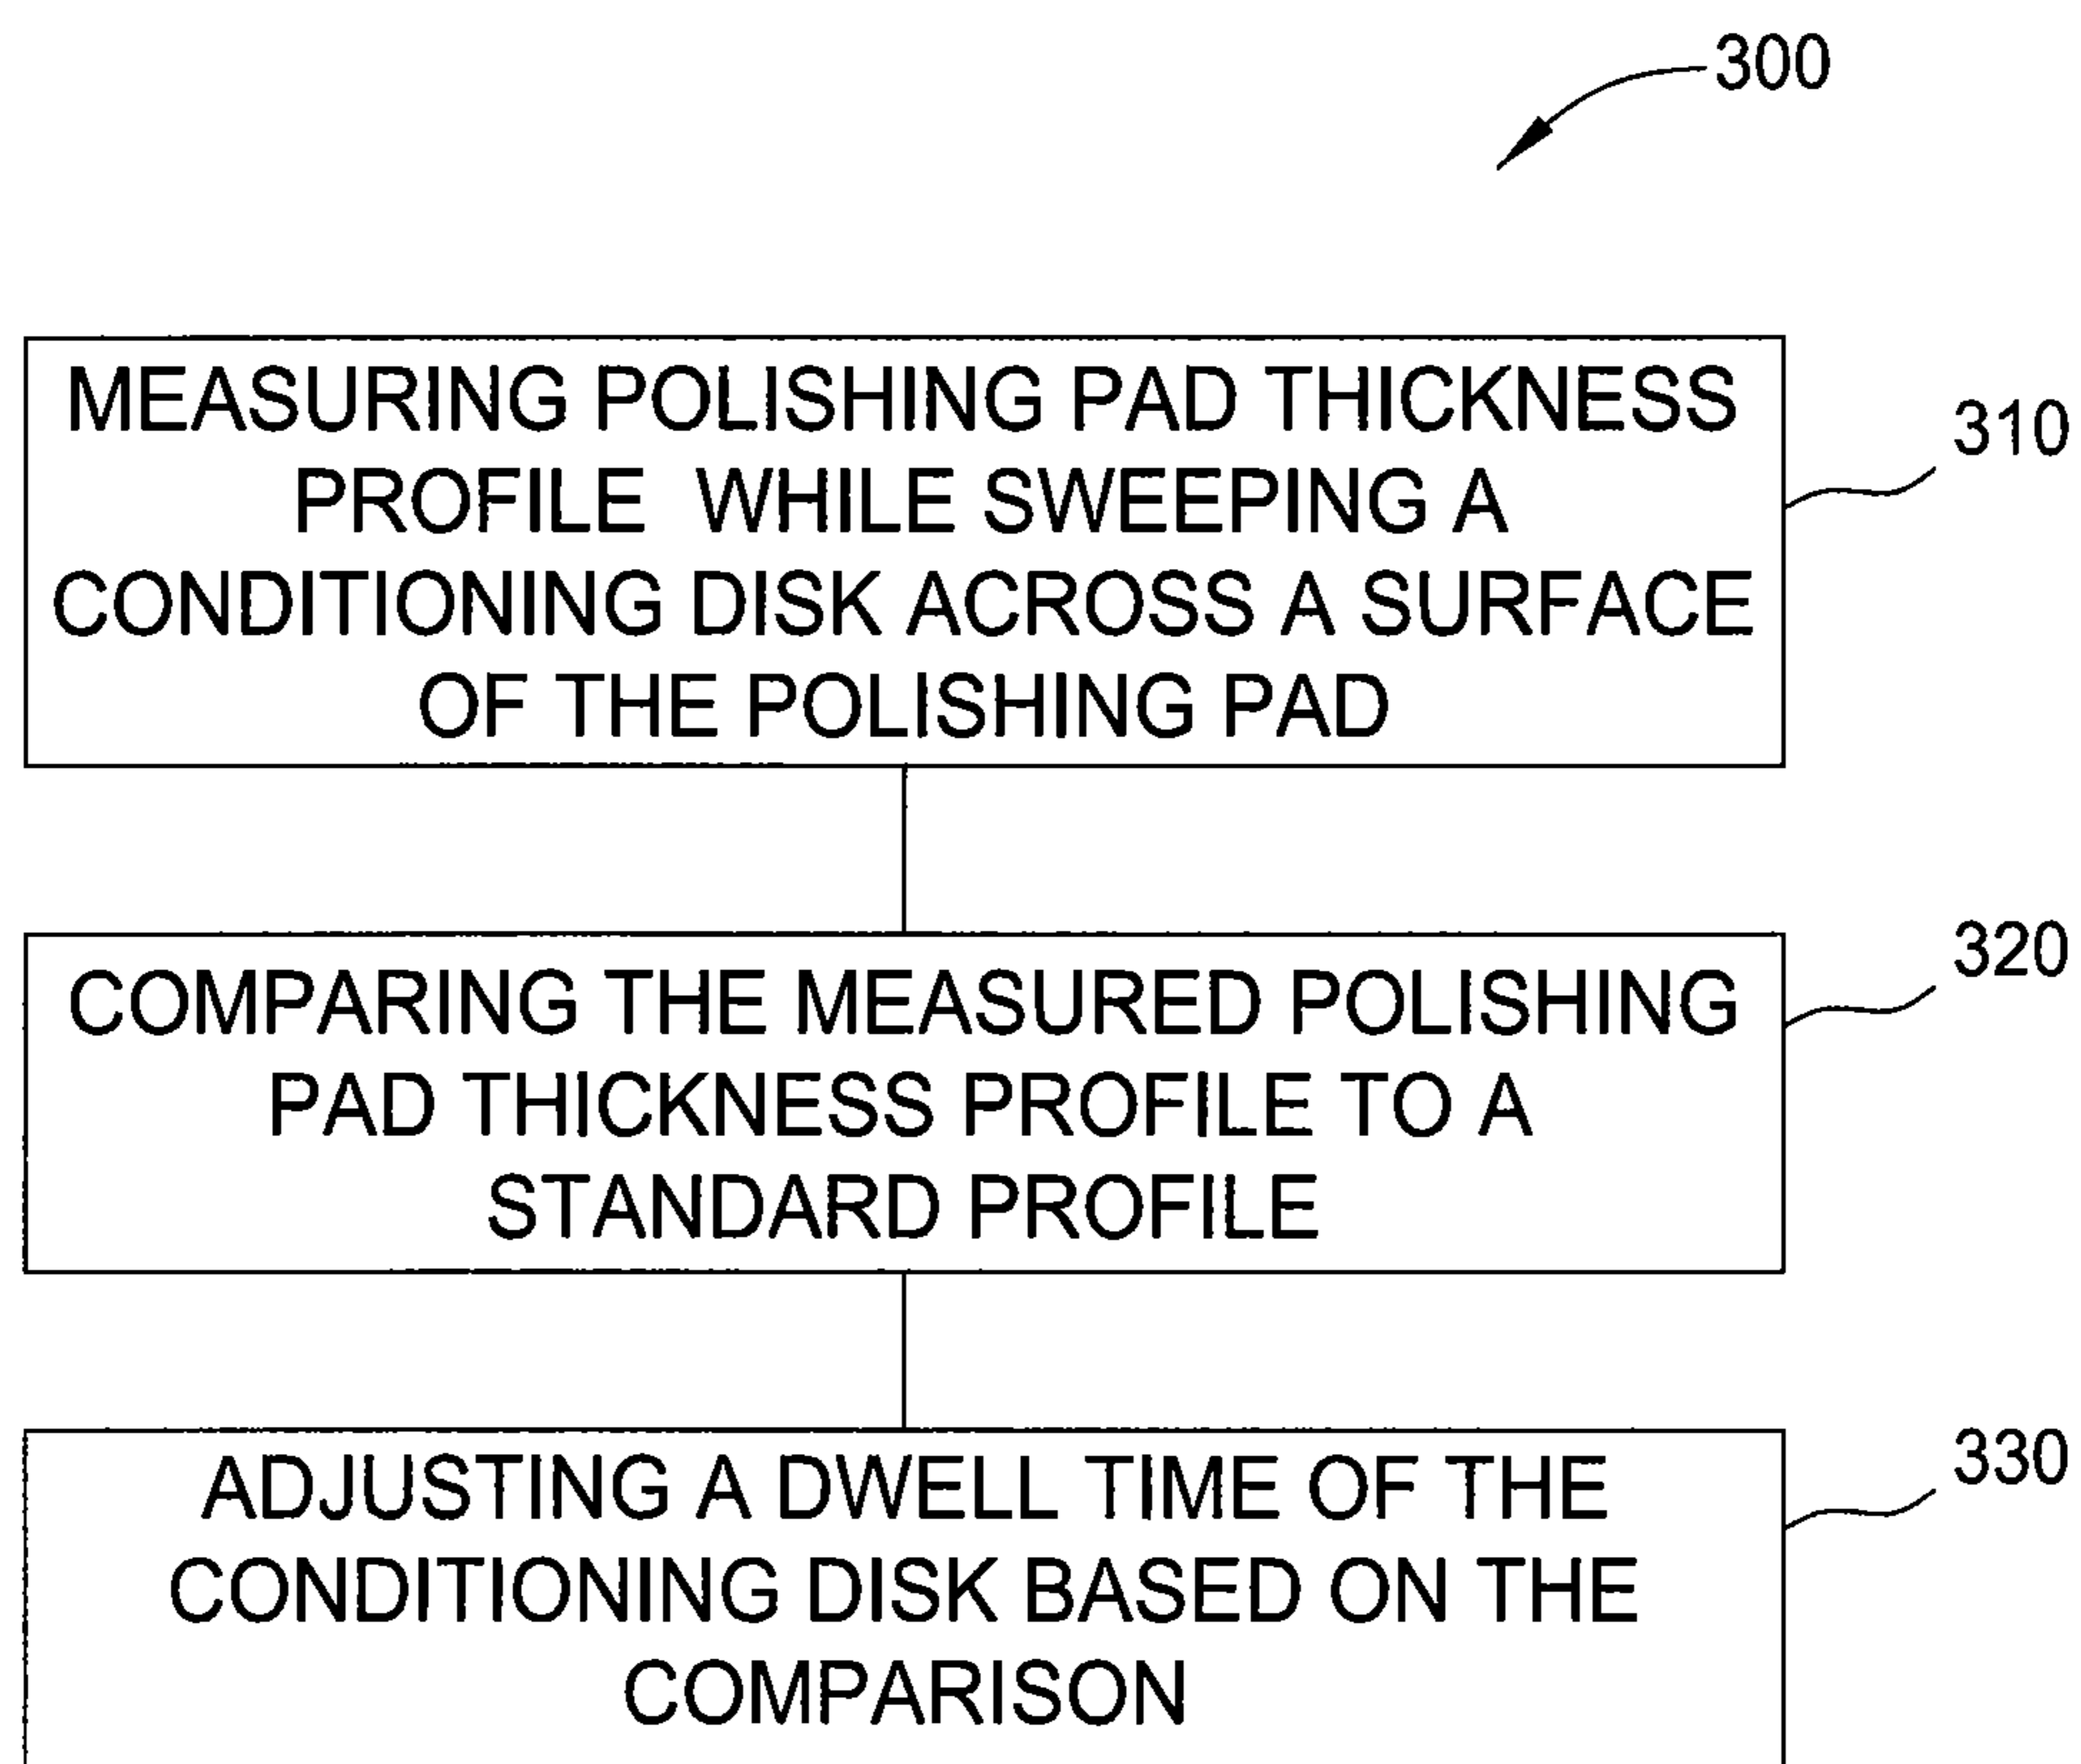 300
MEASURING POLISHING PAD THICKNESS
PROFILE WHILE SWEEPING A
CONDITIONING DISK ACROSS A SURFACE
OF THE POLISHING PAD
310
COMPARING THE MEASURED POLISHING
PAD THICKNESS PROFILE TO A
STANDARD PROFILE
320
ADJUSTING A DWELL TIME OF THE
CONDITIONING DISK BASED ON THE
COMPARISON
330